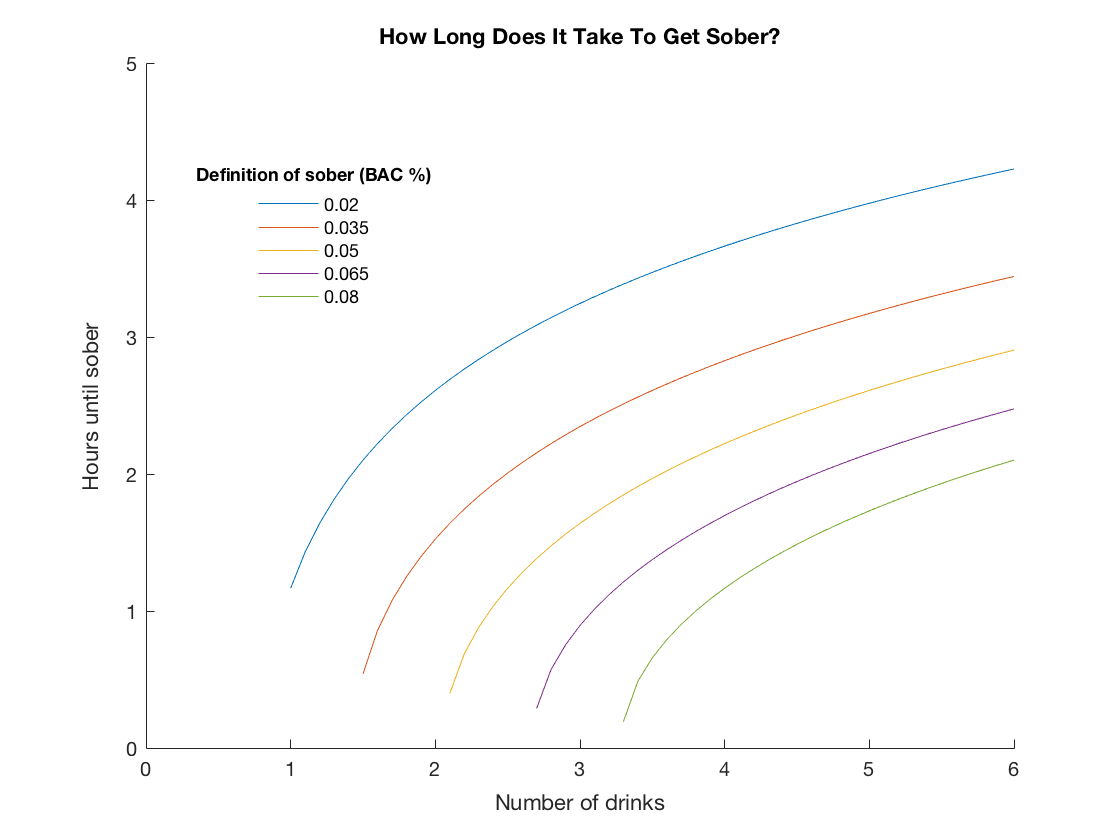 How Long Does It Take To Get Sober?
5
Definition of sober (BAC %)
0.02
0.035
0.05
0.065
0.08
4
3
2
1
0
Hours until sober
0 1 2 3 4 5 6
Number of drinks